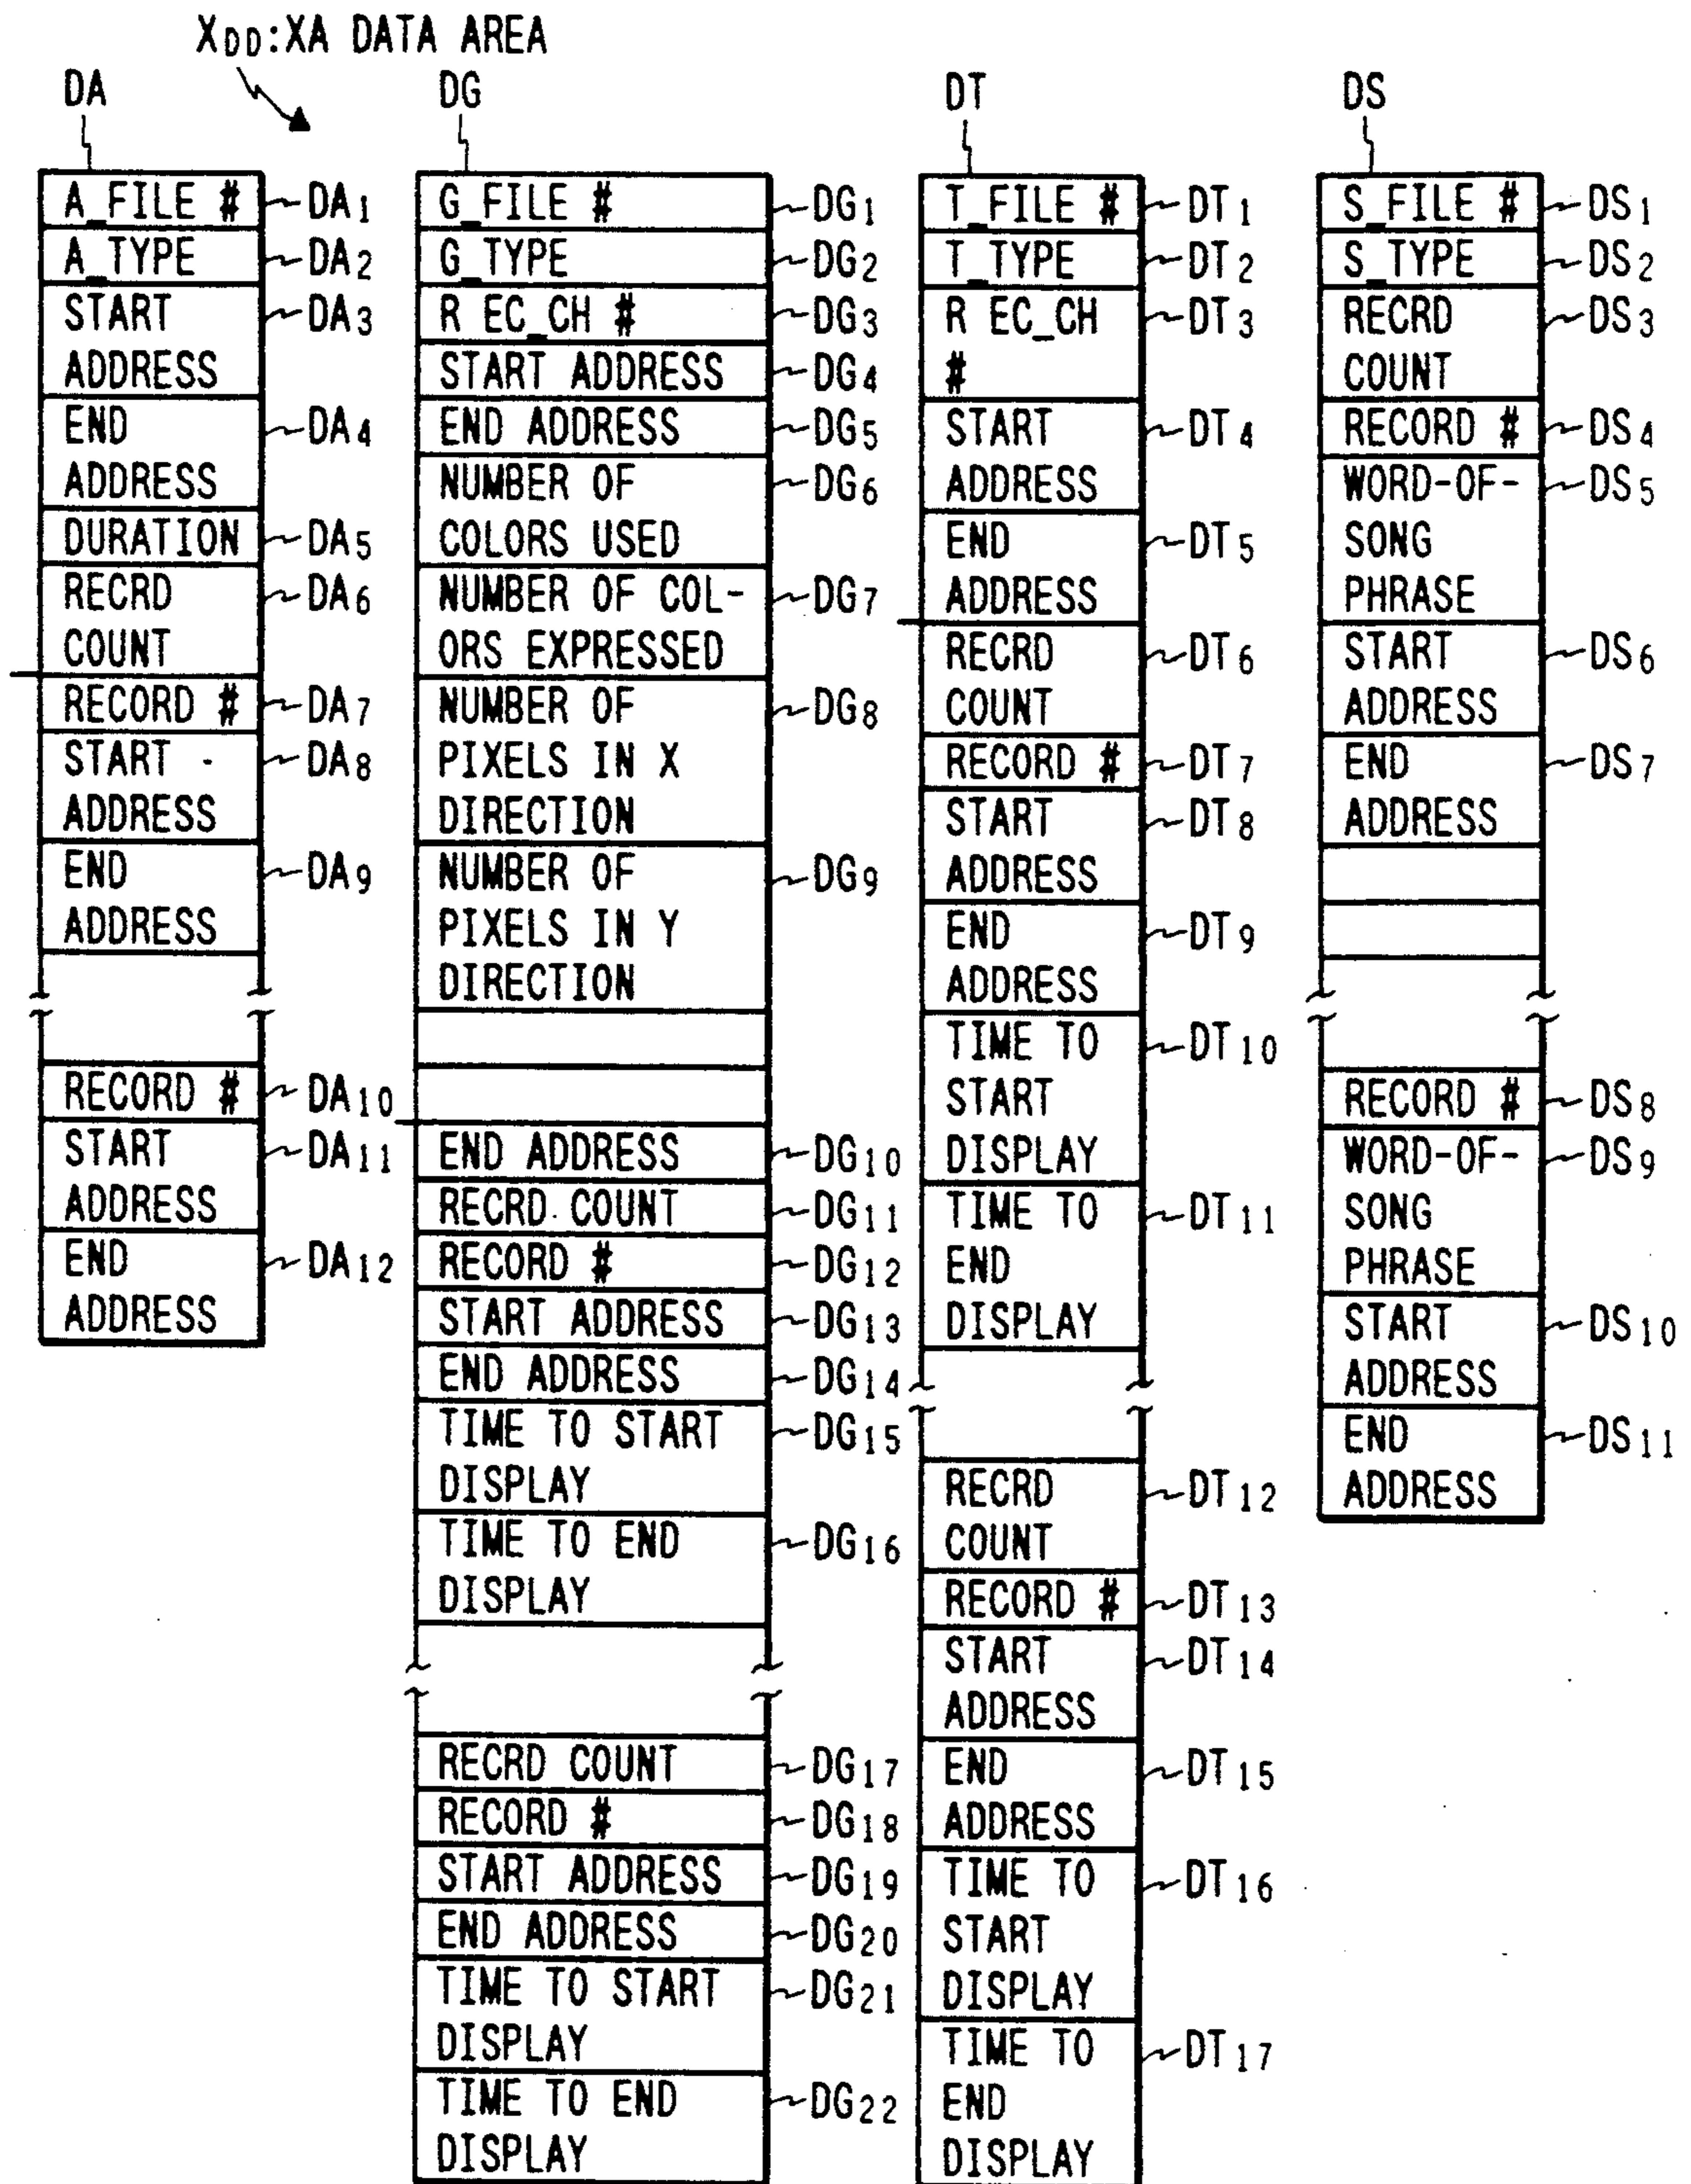 XDD:XA DATA AREA
DA
A_FILE # DA1
A_TYPE DA2
START DA3
ADDRESS
END DA4
ADDRESS
DURATION DA5
RECRD DA6
COUNT
RECORD # DA7
START DA8
ADDRESS
END DA9
ADDRESS
RECORD # DA10
START DA11
ADDRESS
END DA12
ADDRESS
DG
G_FILE # DG1
G_TYPE DG2
R EC_CH # DG3
START ADDRESS DG4
END ADDRESS DG5
NUMBER OF DG6
COLORS USED
NUMBER OF COL- DG7
ORS EXPRESSED
NUMBER OF DG8
PIXELS IN X
DIRECTION
NUMBER OF DG9
PIXELS IN Y
DIRECTION
END ADDRESS DG10
RECRD COUNT DG11
RECORD # DG12
START ADDRESS DG13
END ADDRESS DG14
TIME TO START DG15
DISPLAY
TIME TO END DG16
DISPLAY
RECRD COUNT DG17
RECORD # DG18
START ADDRESS DG19
END ADDRESS DG20
TIME TO START DG21
DISPLAY
TIME TO END DG22
DISPLAY
DT
T_FILE # DT1
T_TYPE DT2
R EC_CH DT3
#
START DT4
ADDRESS
END DT5
ADDRESS
RECRD DT6
COUNT
RECORD # DT7
START DT8
ADDRESS
END DT9
ADDRESS
TIME TO DT10
START
DISPLAY
TIME TO DT11
END
DISPLAY
RECRD DT12
COUNT
RECORD # DT13
START DT14
ADDRESS
END DT15
ADDRESS
TIME TO DT16
START
DISPLAY
TIME TO DT17
END
DISPLAY
DS
S_FILE # DS1
S_TYPE DS2
RECRD DS3
COUNT
RECORD # DS4
WORD-OF- DS5
SONG
PHRASE
START DS6
ADDRESS
END DS7
ADDRESS
RECORD # DS8
WORD-OF- DS9
SONG
PHRASE
START DS10
ADDRESS
END DS11
ADDRESS